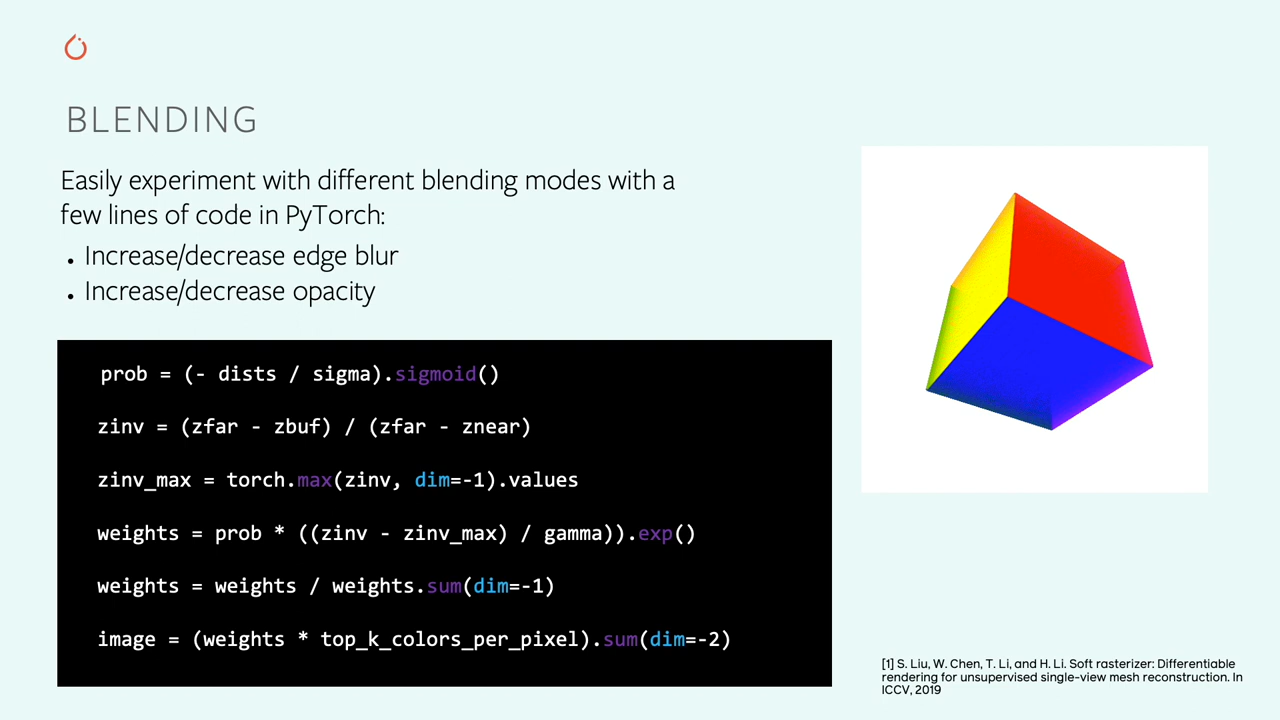 BLENDING
Easily experiment with different blending modes with a
few lines of code in PyTorch:
• Increase/decrease edge blur
• Increase/decrease opacity
prob = (- dists / sigma).sigmoid()
zinv = (zfar - zbuf) / (zfar - znear)
zinv_max = torch.max(zinv, dim=-1).values
weights = prob * ((zinv - zinv_max) / gamma)).exp()
weights = weights / weights.sum(dim=-1)
image = (weights * top_k_colors_per_pixel).sum(dim=-2)
[1] S. Liu, W. Chen, T. Li, and H. Li. Soft rasterizer: Differentiable
rendering for unsupervised single-view mesh reconstruction. In
ICCV, 2019